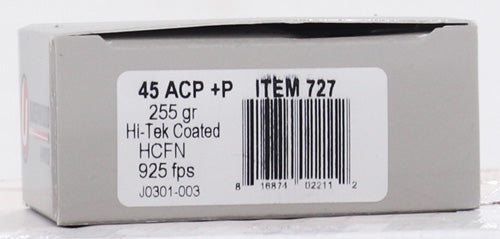 45 ACP +P ITEM 727
255 gr
Hi-Tek Coated
HCFN
925 fps
J0301-003
8 16874 02211 2